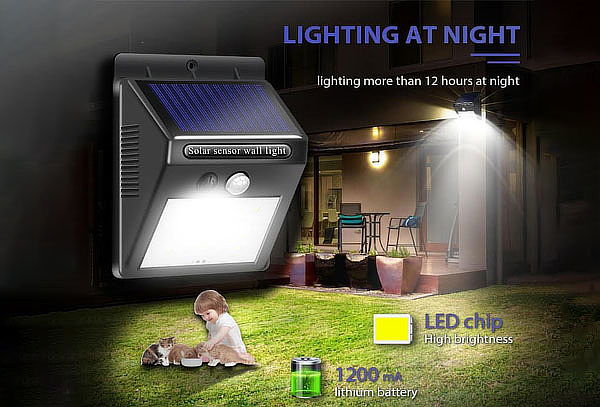 LIGHTING AT NIGHT
lighting more than 12 hours at night
Solar sensor wall light
LED chip
High brightness
1200 mA
lithium battery